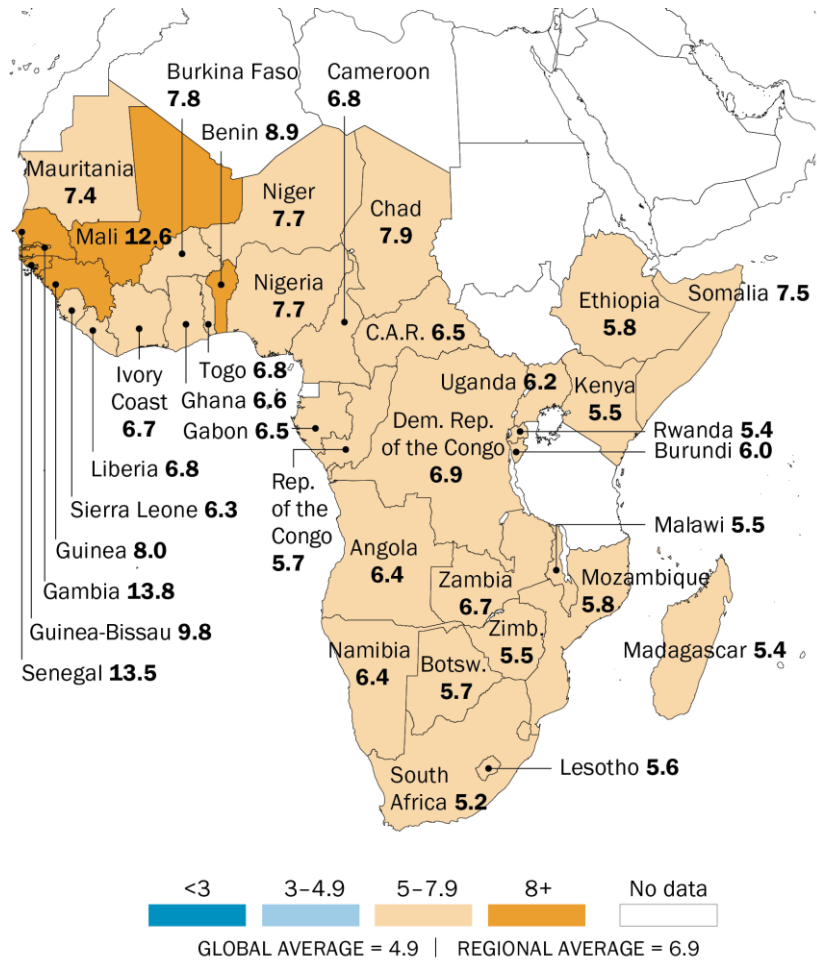 Burkina Faso
7.8
Cameroon
6.8
Benin 8.9
Mauritania
7.4
Niger
7.7
Chad
7.9
Mali 12.6
Nigeria
7.7
Ethiopia
5.8
Somalia 7.5
C.A.R. 6.5
Ivory
Coast
6.7
Togo 6.8
Ghana 6.6
Gabon 6.5
Uganda 6.2
Kenya
5.5
Dem. Rep.
of the Congo
6.9
Rwanda 5.4
Burundi 6.0
Liberia 6.8
Sierra Leone 6.3
Rep.
of the
Congo
5.7
Guinea 8.0
Gambia 13.8
Guinea-Bissau 9.8
Senegal 13.5
Angola
6.4
Malawi 5.5
Zambia
6.7
Mozambique
5.8
Zimb.
5.5
Namibia
6.4
Botsw.
5.7
Madagascar 5.4
South
Africa 5.2
Lesotho 5.6
<3
3–4.9
5–7.9
8+
No data
GLOBAL AVERAGE = 4.9 | REGIONAL AVERAGE = 6.9